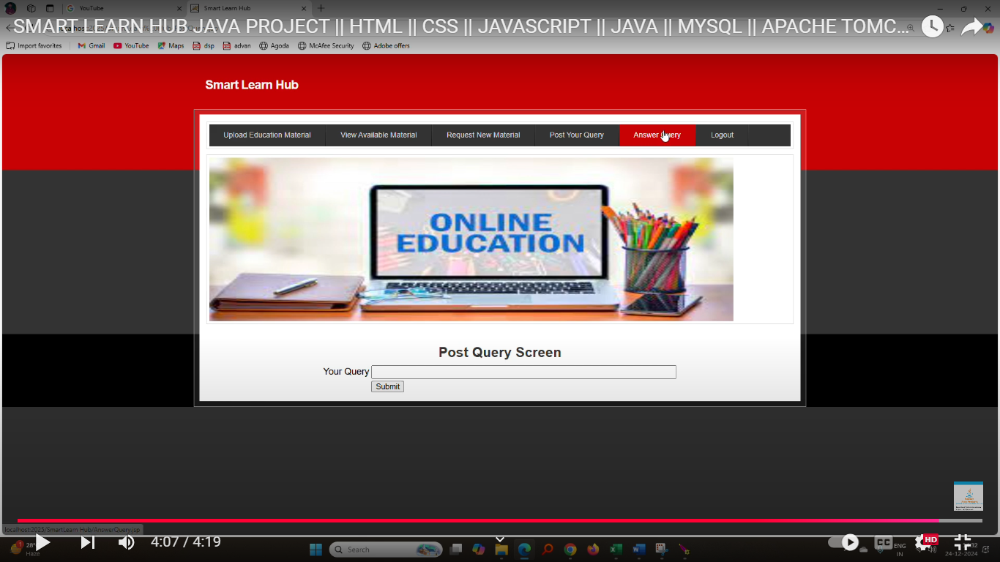 YouTube
Smart Learn Hub
SMART LEARN HUB JAVA PROJECT || HTML || CSS || JAVASCRIPT || JAVA || MYSQL || APACHE TOMC...
Import favorites
Gmail
YouTube
Maps
dsp
advan
Agoda
McAfee Security
Adobe offers
Smart Learn Hub
Upload Education Material
View Available Material
Request New Material
Post Your Query
Answer Query
Logout
ONLINE
EDUCATION
Post Query Screen
Your Query
Submit
localhost:2025/SmartLearn Hub/AnswerQuery.jsp
4:07 / 4:19
28°
Haze
Search
CC
ENG
IN
HD
24-12-2024